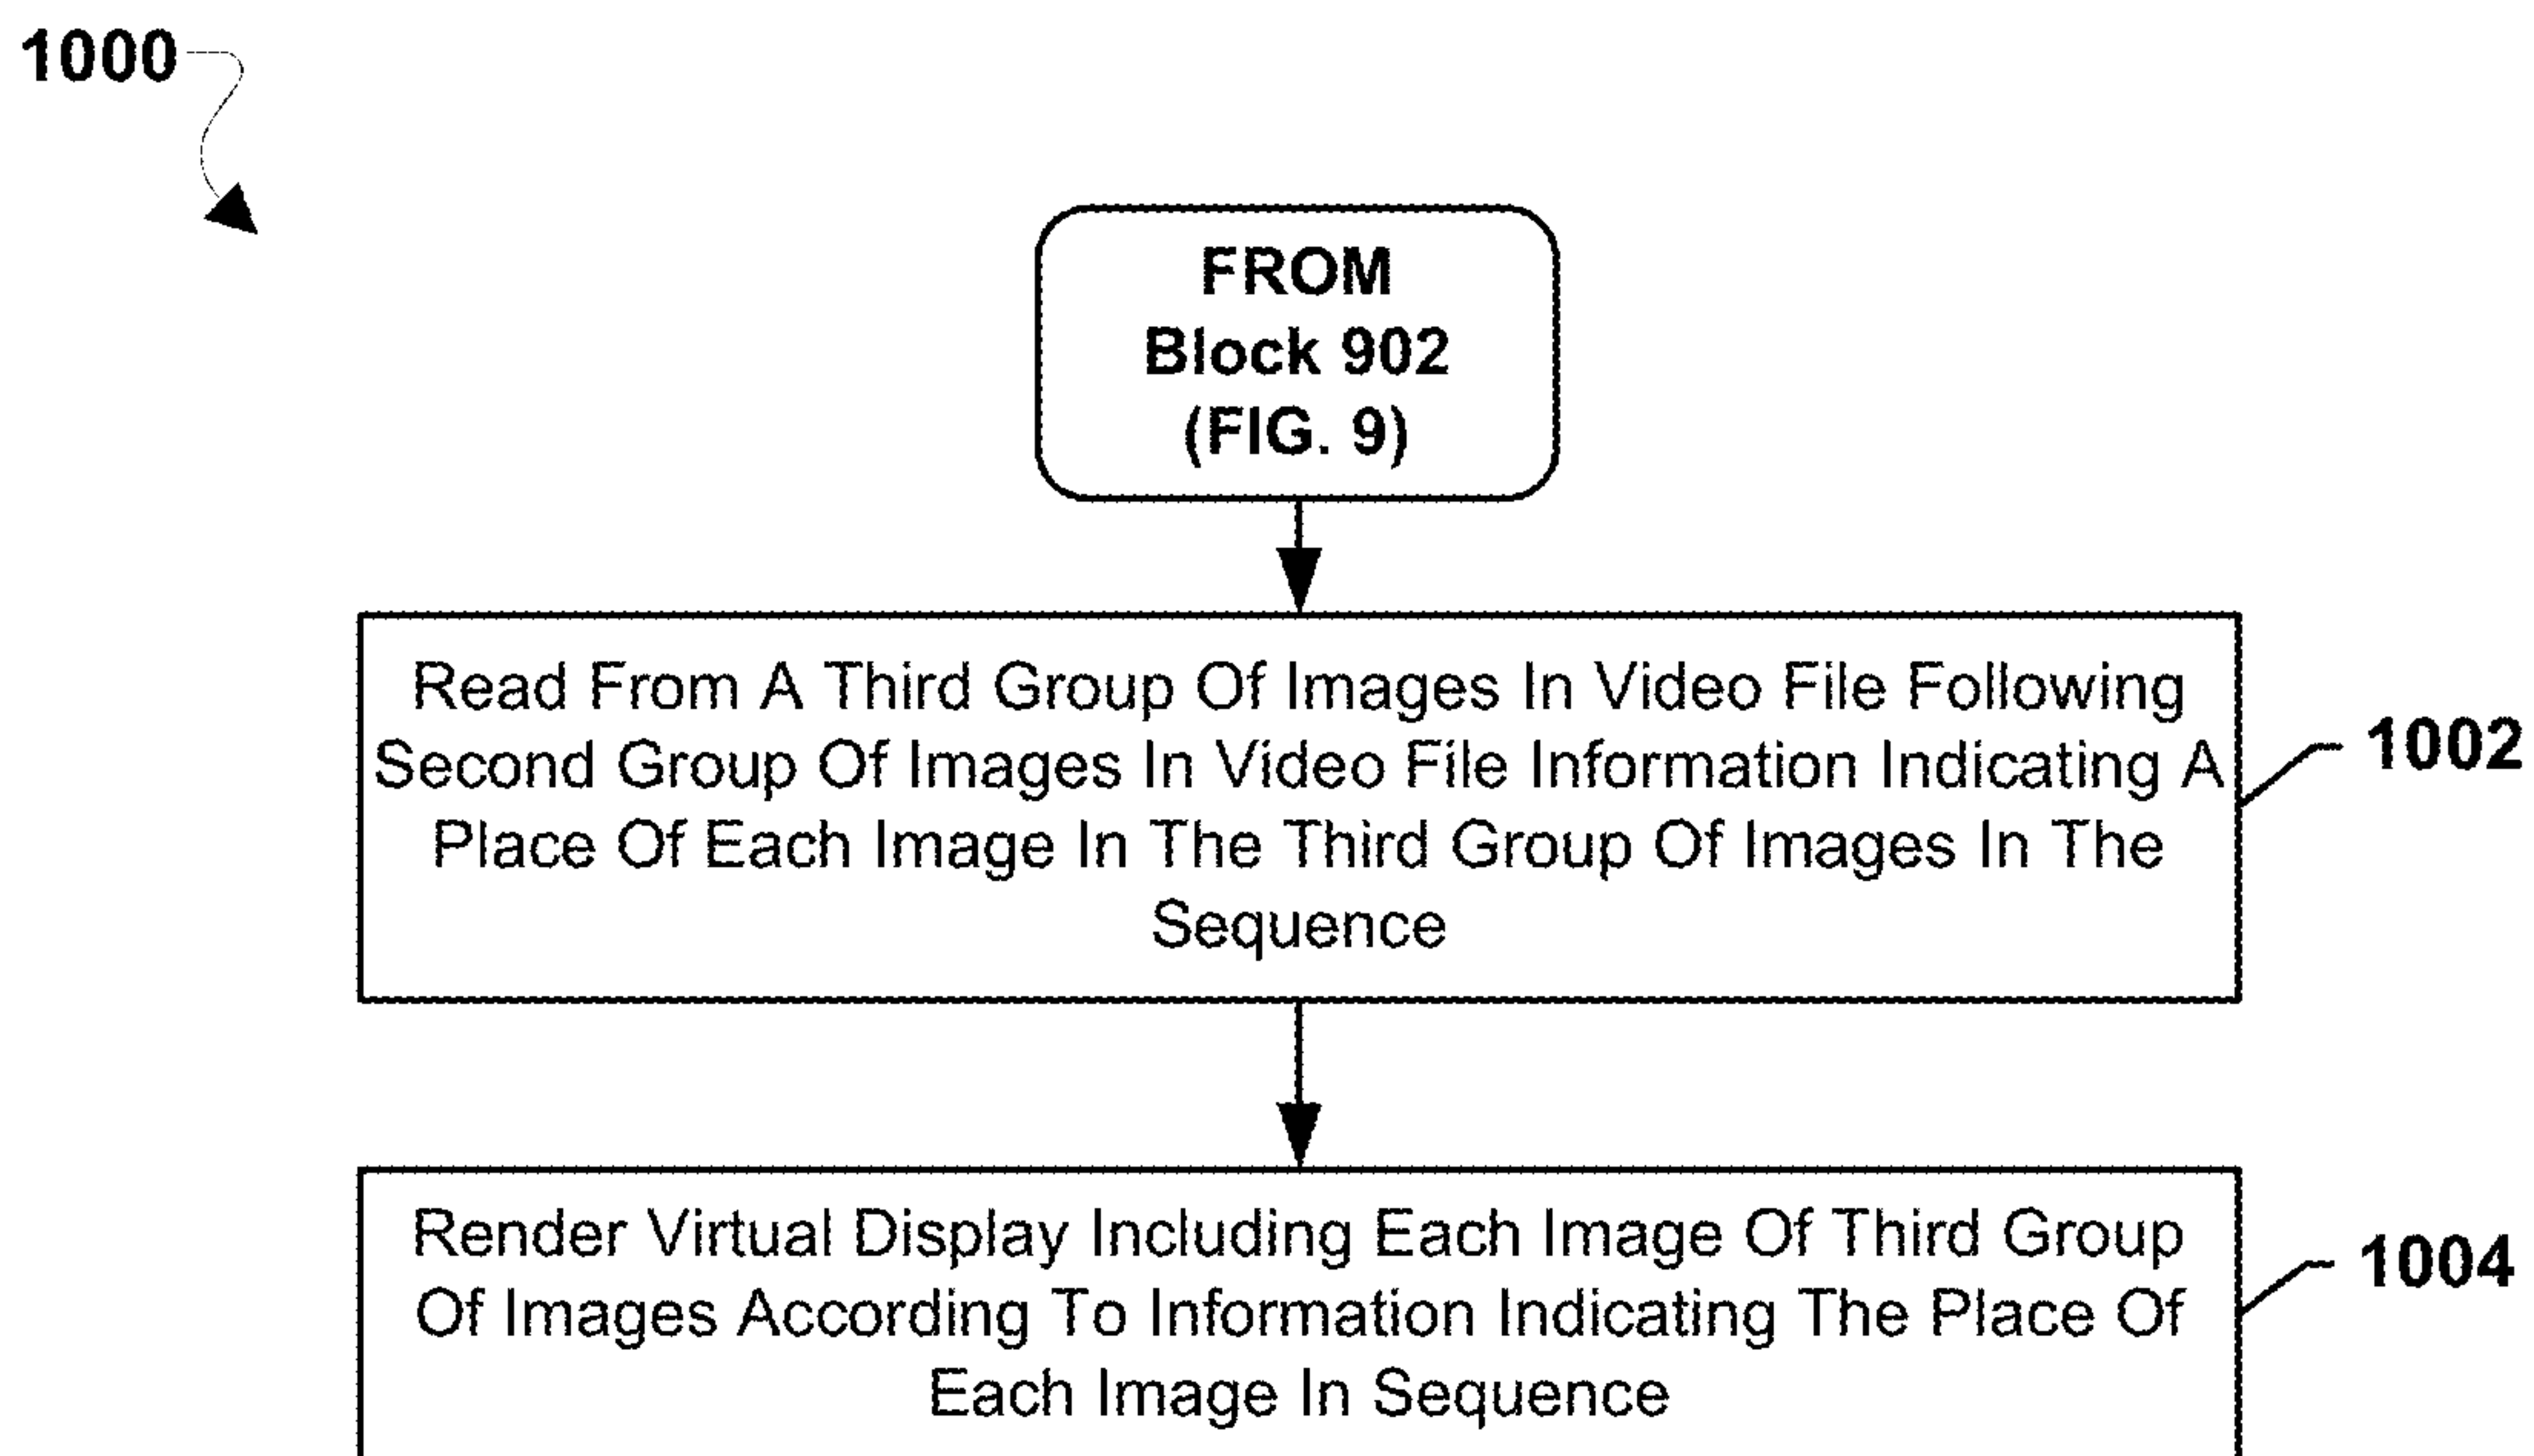 1000
FROM
Block 902
(FIG. 9)
Read From A Third Group Of Images In Video File Following
Second Group Of Images In Video File Information Indicating A
Place Of Each Image In The Third Group Of Images In The
Sequence
1002
Render Virtual Display Including Each Image Of Third Group
Of Images According To Information Indicating The Place Of
Each Image In Sequence
1004